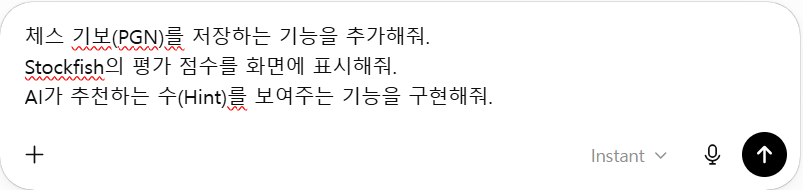 체스 기보(PGN)를 저장하는 기능을 추가해줘.
Stockfish의 평가 점수를 화면에 표시해줘.
AI가 추천하는 수(Hint)를 보여주는 기능을 구현해줘.
Instant